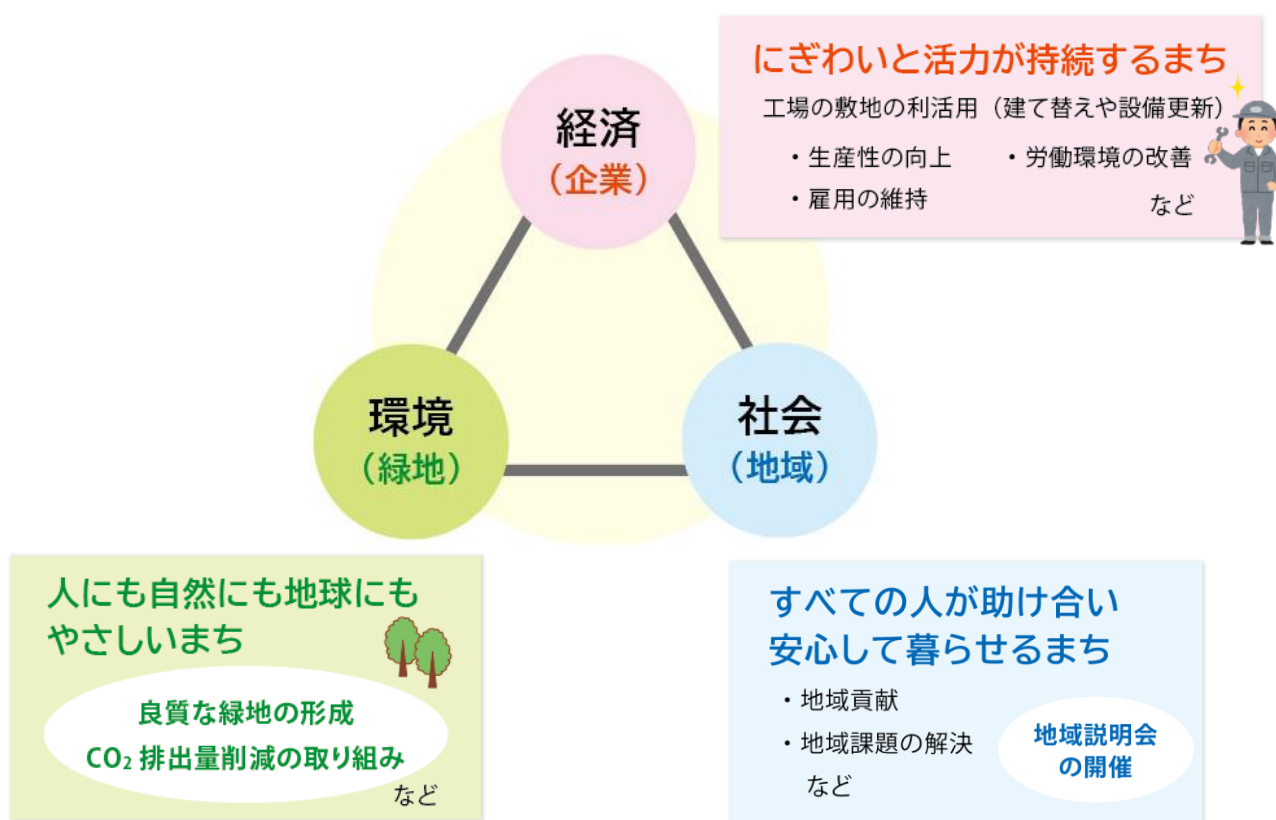 にぎわいと活力が持続するまち
工場の敷地の利活用（建て替えや設備更新）
・生産性の向上 ・労働環境の改善
・雇用の維持 など
経済
（企業）
環境
（緑地）
社会
（地域）
人にも自然にも地球にも
やさしいまち
良質な緑地の形成
CO₂ 排出量削減の取り組み
など
すべての人が助け合い
安心して暮らせるまち
・地域貢献
・地域課題の解決
など
地域説明会
の開催